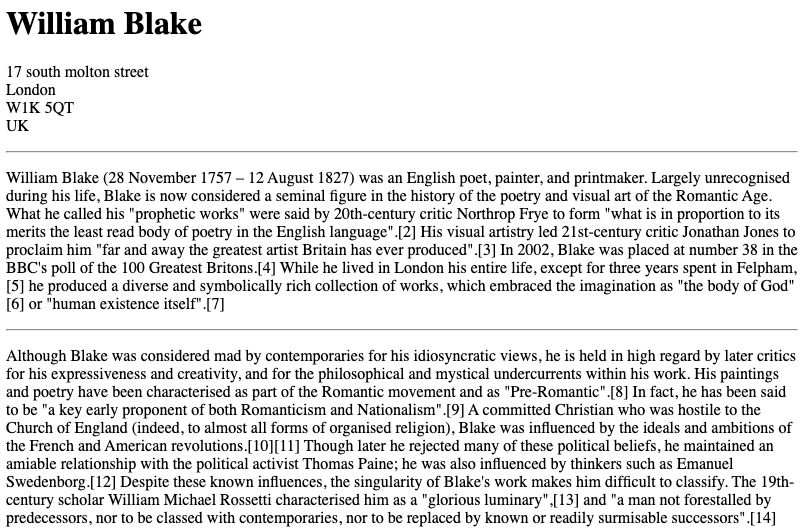 William Blake
17 south molton street
London
W1K 5QT
UK
William Blake (28 November 1757 – 12 August 1827) was an English poet, painter, and printmaker. Largely unrecognised
during his life, Blake is now considered a seminal figure in the history of the poetry and visual art of the Romantic Age.
What he called his "prophetic works" were said by 20th-century critic Northrop Frye to form "what is in proportion to its
merits the least read body of poetry in the English language".[2] His visual artistry led 21st-century critic Jonathan Jones to
proclaim him "far and away the greatest artist Britain has ever produced".[3] In 2002, Blake was placed at number 38 in the
BBC's poll of the 100 Greatest Britons.[4] While he lived in London his entire life, except for three years spent in Felpham,
[5] he produced a diverse and symbolically rich collection of works, which embraced the imagination as "the body of God"
[6] or "human existence itself".[7]
Although Blake was considered mad by contemporaries for his idiosyncratic views, he is held in high regard by later critics
for his expressiveness and creativity, and for the philosophical and mystical undercurrents within his work. His paintings
and poetry have been characterised as part of the Romantic movement and as "Pre-Romantic".[8] In fact, he has been said
to be "a key early proponent of both Romanticism and Nationalism".[9] A committed Christian who was hostile to the
Church of England (indeed, to almost all forms of organised religion), Blake was influenced by the ideals and ambitions of
the French and American revolutions.[10][11] Though later he rejected many of these political beliefs, he maintained an
amiable relationship with the political activist Thomas Paine; he was also influenced by thinkers such as Emanuel
Swedenborg.[12] Despite these known influences, the singularity of Blake's work makes him difficult to classify. The 19th-
century scholar William Michael Rossetti characterised him as a "glorious luminary",[13] and "a man not forestalled by
predecessors, nor to be classed with contemporaries, nor to be replaced by known or readily surmisable successors".[14]